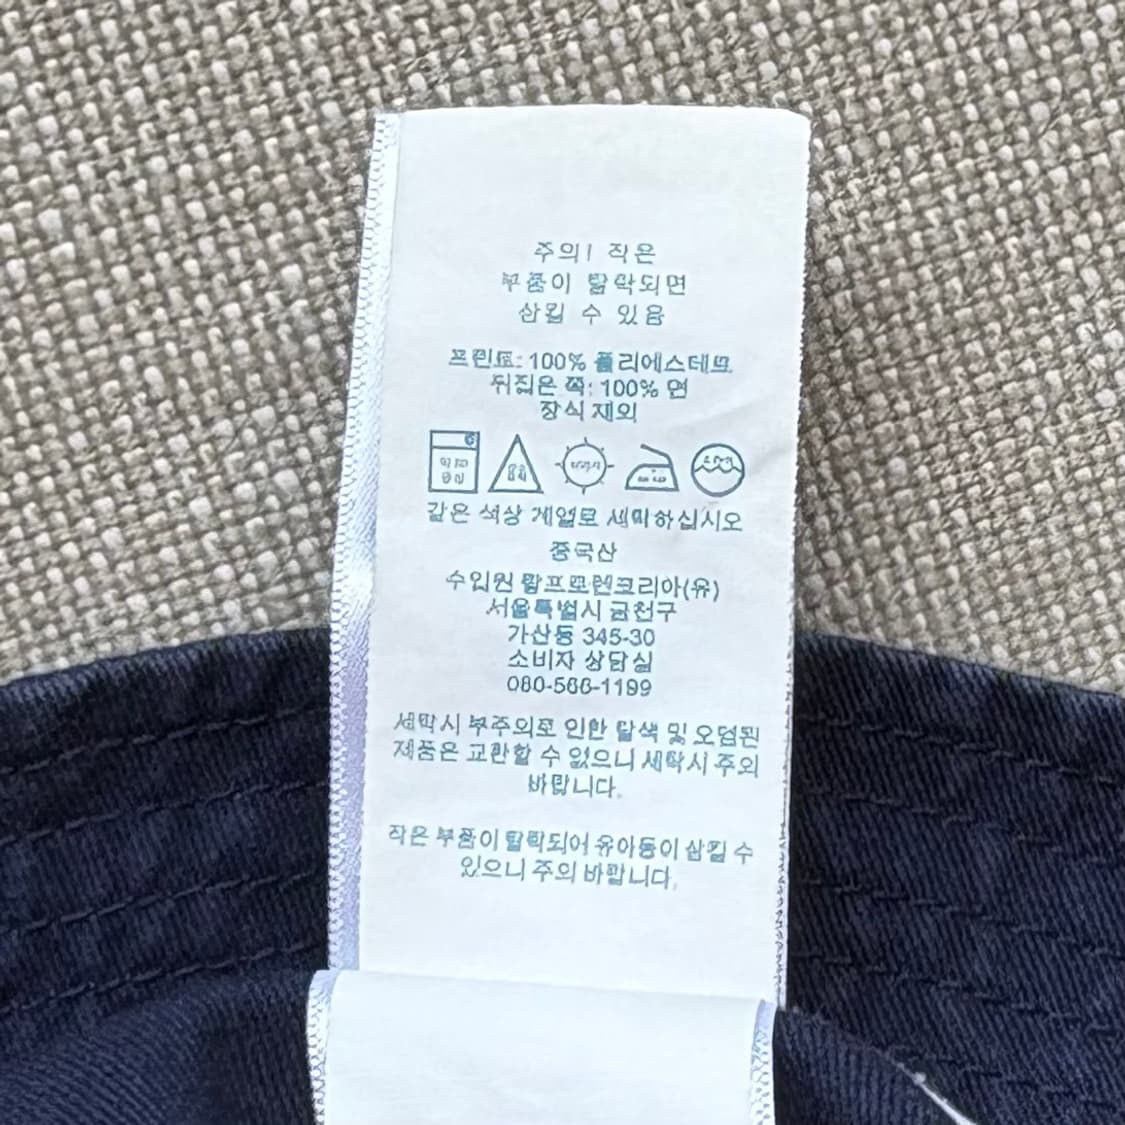 주의! 작은
부품이 탈락되면
삼킬 수 있음
프린트: 100% 폴리에스테르
뒤집은 쪽: 100% 면
장식 제외
같은 색상 계열로 세탁하십시오
중국산
수입원 랄프로렌코리아(유)
서울특별시 금천구
가산동 345-30
소비자 상담실
080-566-1199
세탁시 부주의로 인한 탈색 및 오염된
제품은 교환할 수 없으니 세탁시 주의
바랍니다.
작은 부품이 탈락되어 유아동이 삼킬 수
있으니 주의 바랍니다.